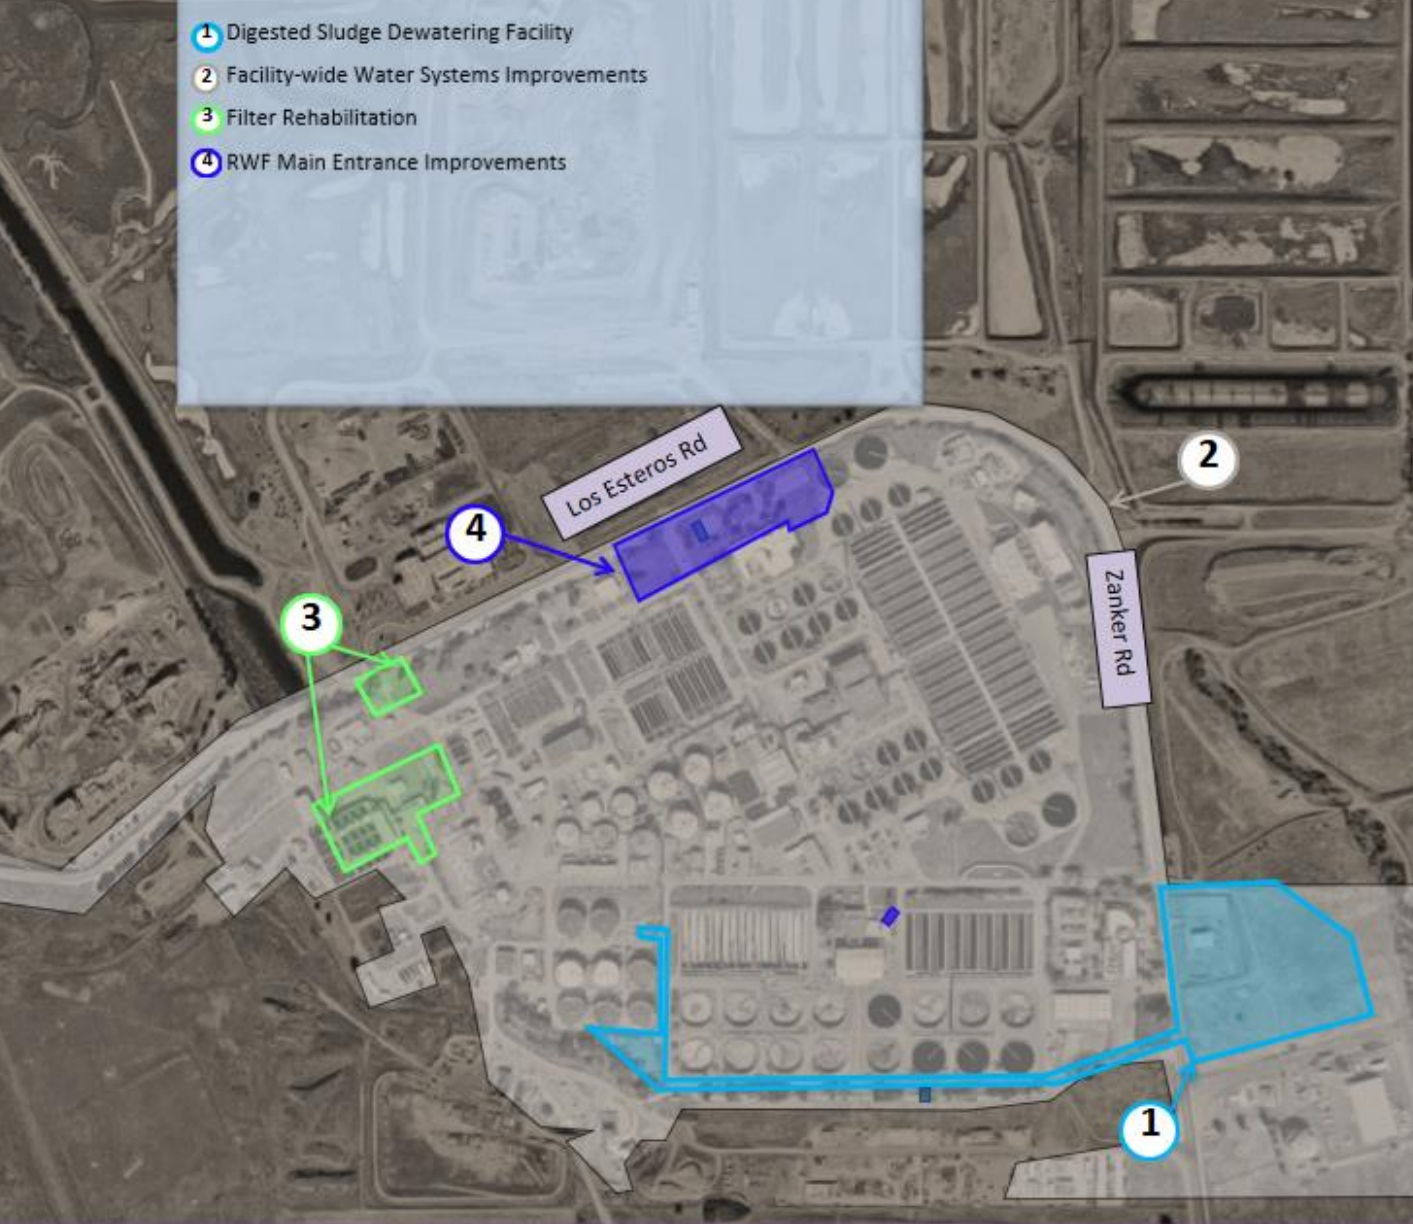 1 Digested Sludge Dewatering Facility
2 Facility-wide Water Systems Improvements
3 Filter Rehabilitation
4 RWF Main Entrance Improvements
Los Esteros Rd
2
4
Zanker Rd
3
1